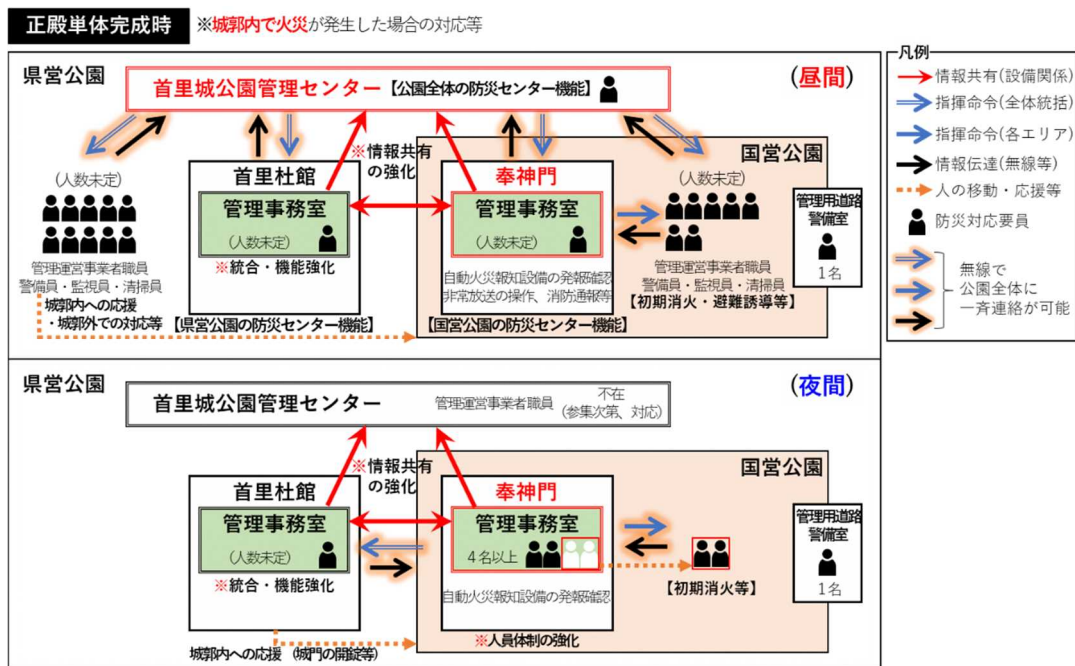 正殿単体完成時
※城郭内で火災が発生した場合の対応等
県営公園
(昼間)
首里城公園管理センター【公園全体の防災センター機能】
※情報共有
の強化
国営公園
(人数未定)
管理運営事業者職員
警備員・監視員・清掃員
城郭内への応援
・城郭外での対応等
首里杜館
管理事務室
(人数未定)
※統合・機能強化
【県営公園の防災センター機能】
奉神門
管理事務室
(人数未定)
自動火災報知設備の発報確認
非常放送の操作、消防通報等
【国営公園の防災センター機能】
(人数未定)
管理運営事業者職員
警備員・監視員・清掃員
【初期消火・避難誘導等】
管理用道路
警備室
1名
県営公園
(夜間)
首里城公園管理センター
管理運営事業者職員
不在
(参集次第、対応)
※情報共有
の強化
国営公園
首里杜館
管理事務室
(人数未定)
※統合・機能強化
城郭内への応援 (城門の開錠等)
奉神門
管理事務室
4名以上
自動火災報知設備の発報確認
※人員体制の強化
【初期消火等】
管理用道路
警備室
1名
凡例
情報共有(設備関係)
指揮命令(全体統括)
指揮命令(各エリア)
情報伝達(無線等)
人の移動・応援等
防災対応要員
無線で
公園全体に
一斉連絡が可能